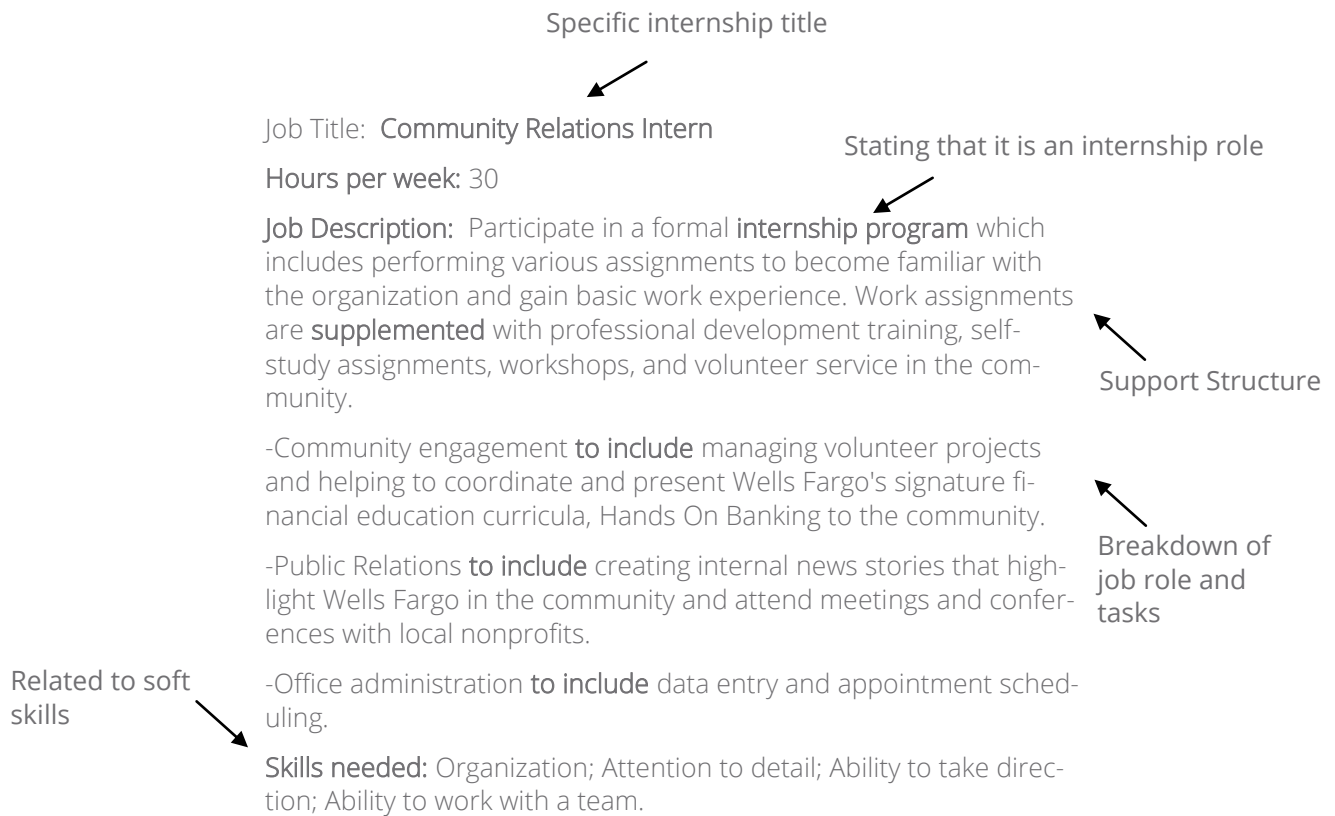 Specific internship title
Job Title: Community Relations Intern
Stating that it is an internship role
Hours per week: 30
Job Description: Participate in a formal internship program which
includes performing various assignments to become familiar with
the organization and gain basic work experience. Work assignments
are supplemented with professional development training, self-
study assignments, workshops, and volunteer service in the com-
munity.
Support Structure
-Community engagement to include managing volunteer projects
and helping to coordinate and present Wells Fargo's signature fi-
nancial education curricula, Hands On Banking to the community.
Breakdown of
job role and
tasks
-Public Relations to include creating internal news stories that high-
light Wells Fargo in the community and attend meetings and confer-
ences with local nonprofits.
Related to soft
skills
-Office administration to include data entry and appointment sched-
uling.
Skills needed: Organization; Attention to detail; Ability to take direc-
tion; Ability to work with a team.